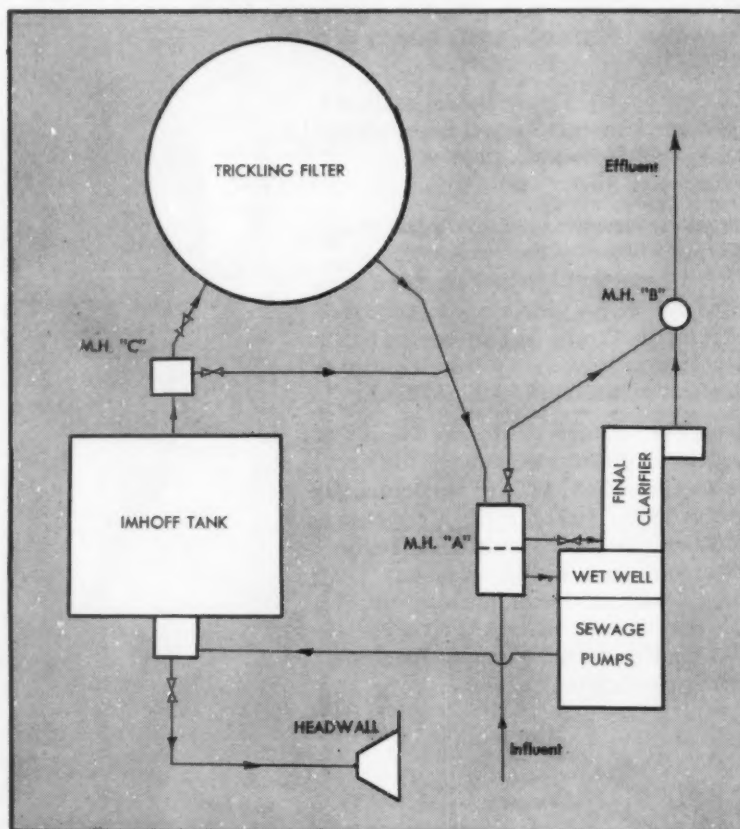 TRICKLING FILTER
Effluent
M.H. "B"
M.H. "C"
IMHOFF TANK
FINAL
CLARIFIER
M.H. "A"
WET WELL
SEWAGE
PUMPS
HEADWALL
Influent